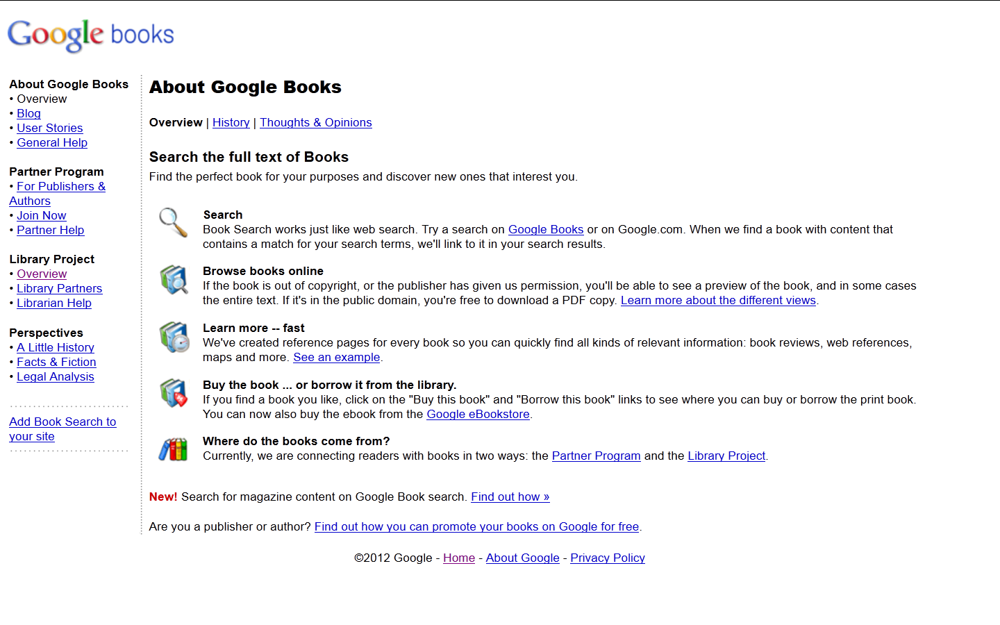 Google books
About Google Books
• Overview
• Blog
• User Stories
• General Help
Partner Program
• For Publishers &
Authors
• Join Now
• Partner Help
Library Project
• Overview
• Library Partners
• Librarian Help
Perspectives
• A Little History
• Facts & Fiction
• Legal Analysis
Add Book Search to
your site
About Google Books
Overview | History | Thoughts & Opinions
Search the full text of Books
Find the perfect book for your purposes and discover new ones that interest you.
Search
Book Search works just like web search. Try a search on Google Books or on Google.com. When we find a book with content that
contains a match for your search terms, we'll link to it in your search results.
Browse books online
If the book is out of copyright, or the publisher has given us permission, you'll be able to see a preview of the book, and in some cases
the entire text. If it's in the public domain, you're free to download a PDF copy. Learn more about the different views.
Learn more -- fast
We've created reference pages for every book so you can quickly find all kinds of relevant information: book reviews, web references,
maps and more. See an example.
Buy the book ... or borrow it from the library.
If you find a book you like, click on the "Buy this book" and "Borrow this book" links to see where you can buy or borrow the print book.
You can now also buy the ebook from the Google eBookstore.
Where do the books come from?
Currently, we are connecting readers with books in two ways: the Partner Program and the Library Project.
New! Search for magazine content on Google Book search. Find out how »
Are you a publisher or author? Find out how you can promote your books on Google for free.
©2012 Google - Home - About Google - Privacy Policy